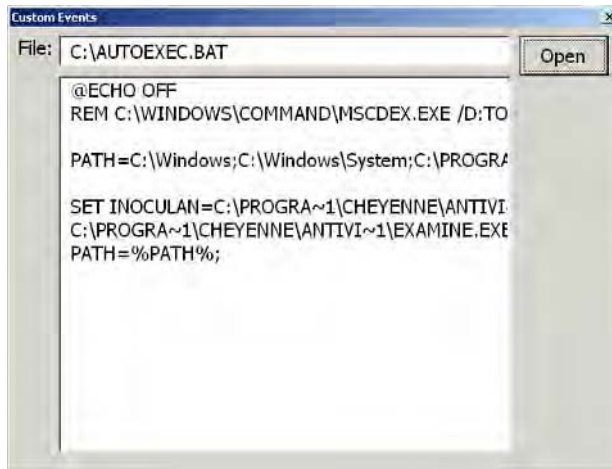 Custom Events
File: C:\AUTOEXEC.BAT
Open
@ECHO OFF
REM C:\WINDOWS\COMMAND\MSCDEX.EXE /D:TO
PATH=C:\Windows;C:\Windows\System;C:\PROGRA
SET INOCULAN=C:\PROGRA~1\CHEYENNE\ANTIVI
C:\PROGRA~1\CHEYENNE\ANTIVI~1\EXAMINE.EXE
PATH=%PATH%;